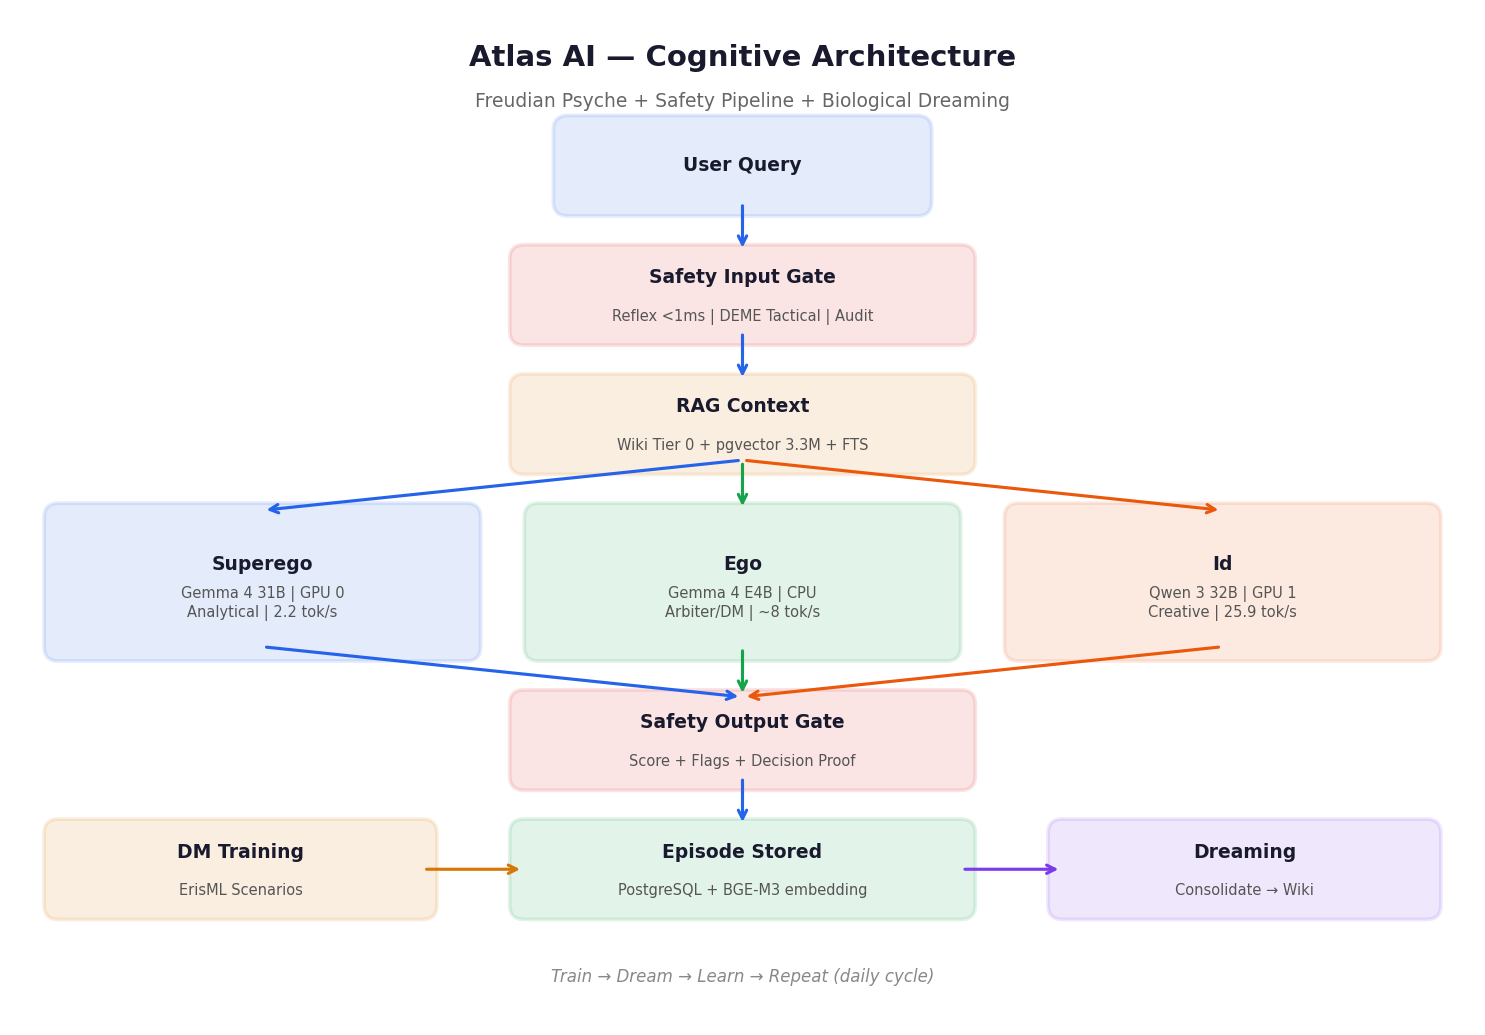 Atlas AI — Cognitive Architecture
Freudian Psyche + Safety Pipeline + Biological Dreaming
User Query
Safety Input Gate
Reflex <1ms | DEME Tactical | Audit
RAG Context
Wiki Tier 0 + pgvector 3.3M + FTS
Superego
Gemma 4 31B | GPU 0
Analytical | 2.2 tok/s
Ego
Gemma 4 E4B | CPU
Arbiter/DM | ~8 tok/s
Id
Qwen 3 32B | GPU 1
Creative | 25.9 tok/s
Safety Output Gate
Score + Flags + Decision Proof
DM Training
ErisML Scenarios
Episode Stored
PostgreSQL + BGE-M3 embedding
Dreaming
Consolidate → Wiki
Train → Dream → Learn → Repeat (daily cycle)